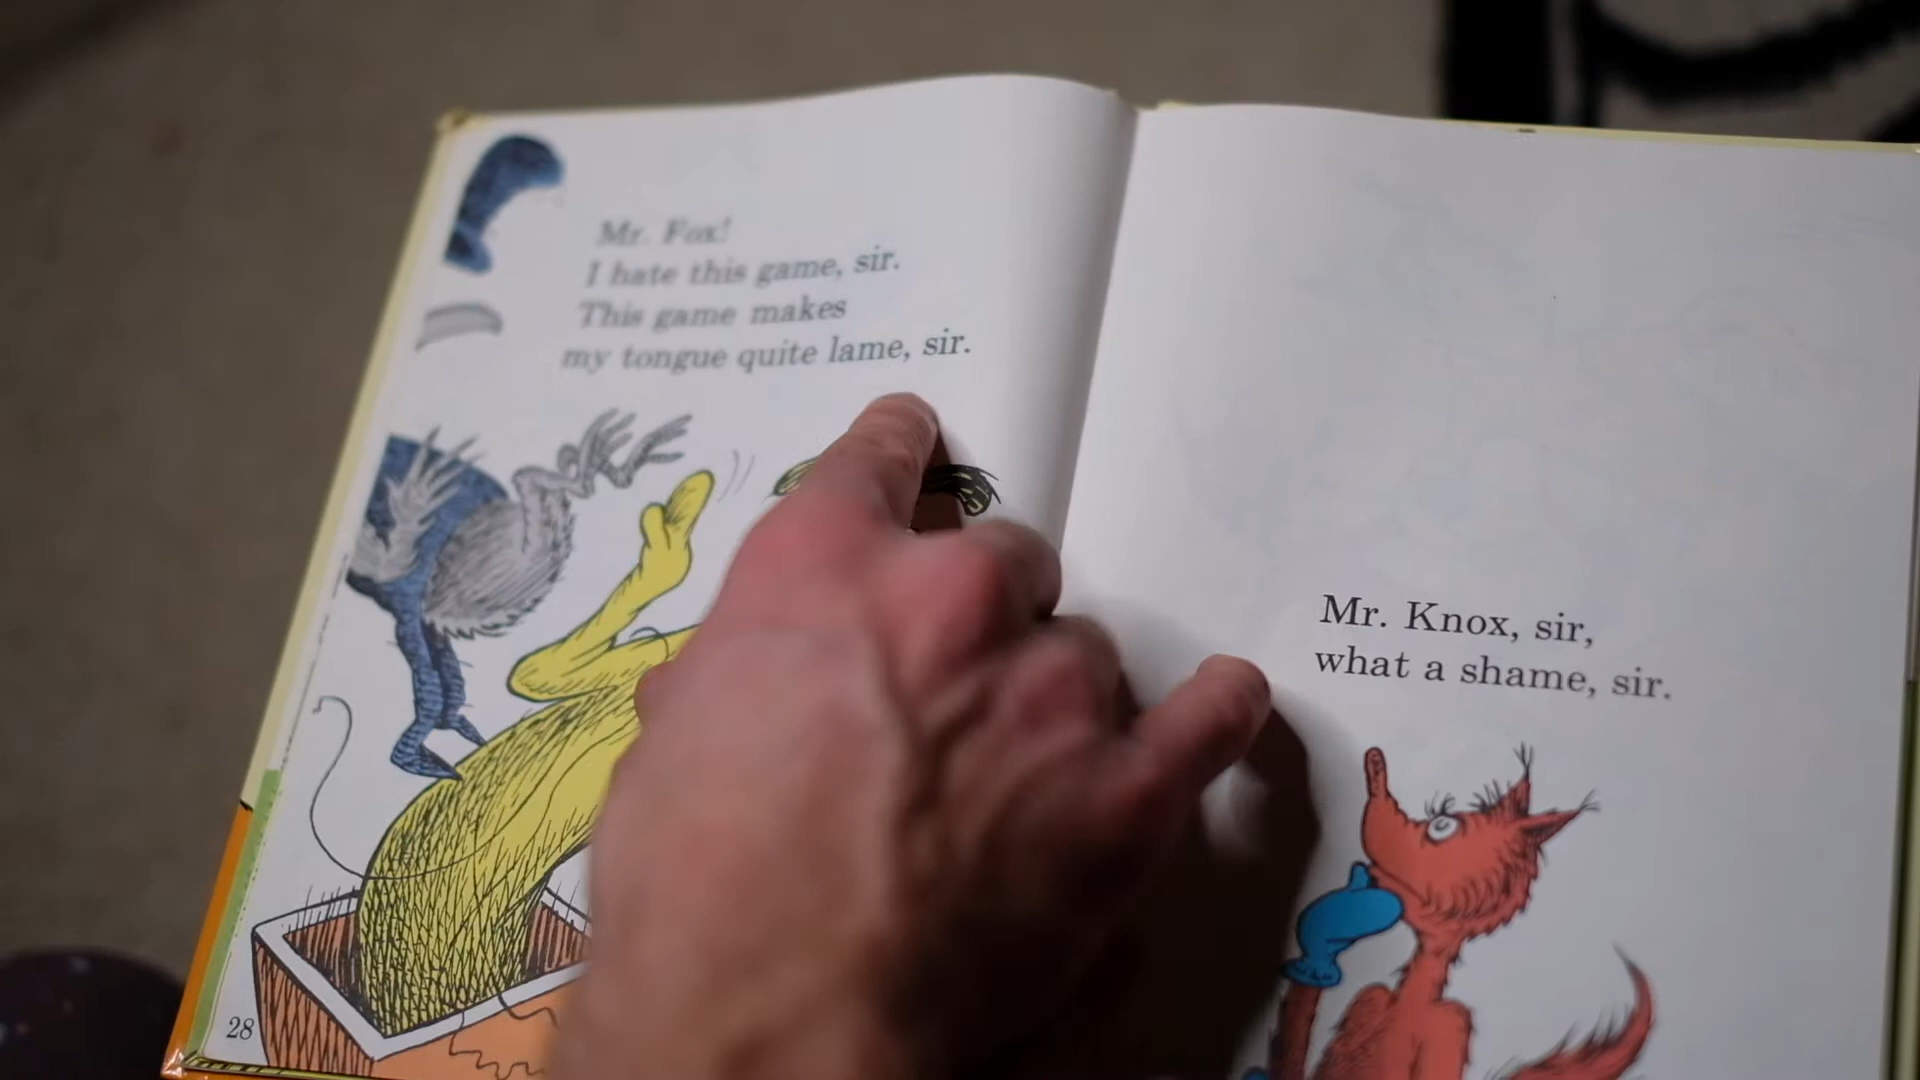 Mr. Fox!
I hate this game, sir.
This game makes
my tongue quite lame, sir.
28
Mr. Knox, sir,
what a shame, sir.